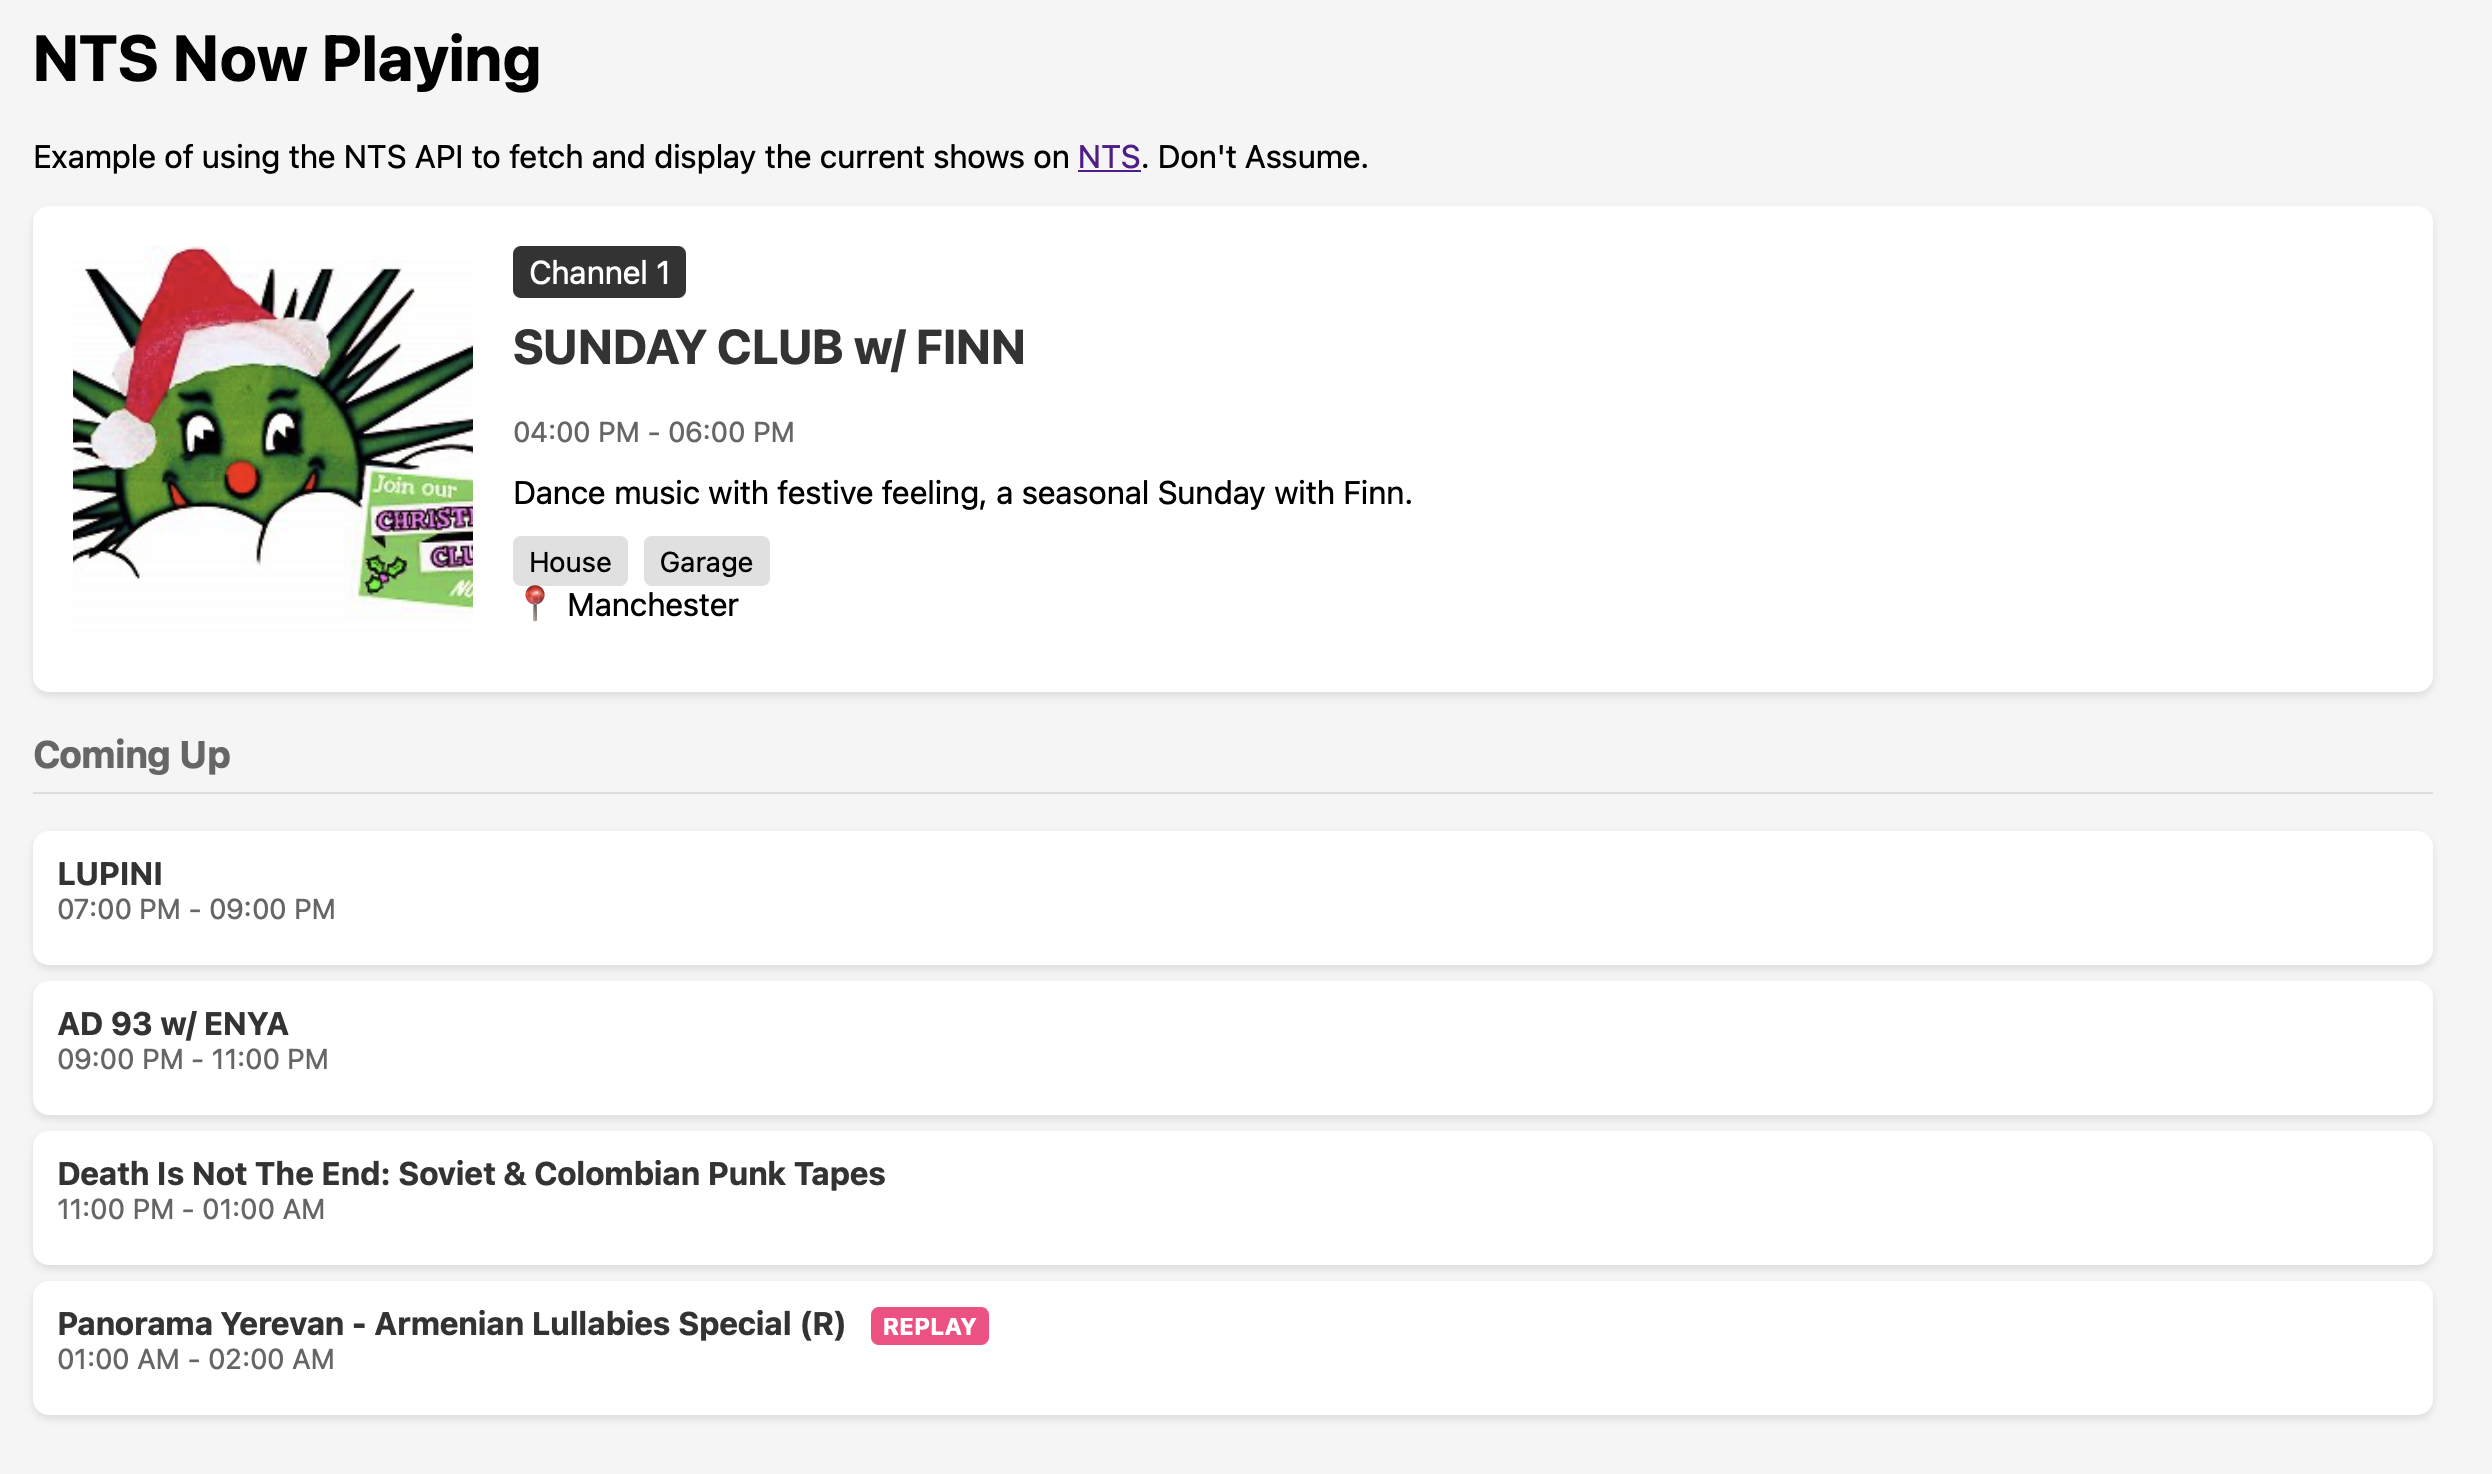 NTS Now Playing
Example of using the NTS API to fetch and display the current shows on NTS. Don't Assume.
Channel 1
SUNDAY CLUB w/ FINN
04:00 PM - 06:00 PM
Dance music with festive feeling, a seasonal Sunday with Finn.
House Garage
Manchester
Join our
Coming Up
LUPINI
07:00 PM - 09:00 PM
AD 93 w/ ENYA
09:00 PM - 11:00 PM
Death Is Not The End: Soviet & Colombian Punk Tapes
11:00 PM - 01:00 AM
Panorama Yerevan - Armenian Lullabies Special (R) REPLAY
01:00 AM - 02:00 AM